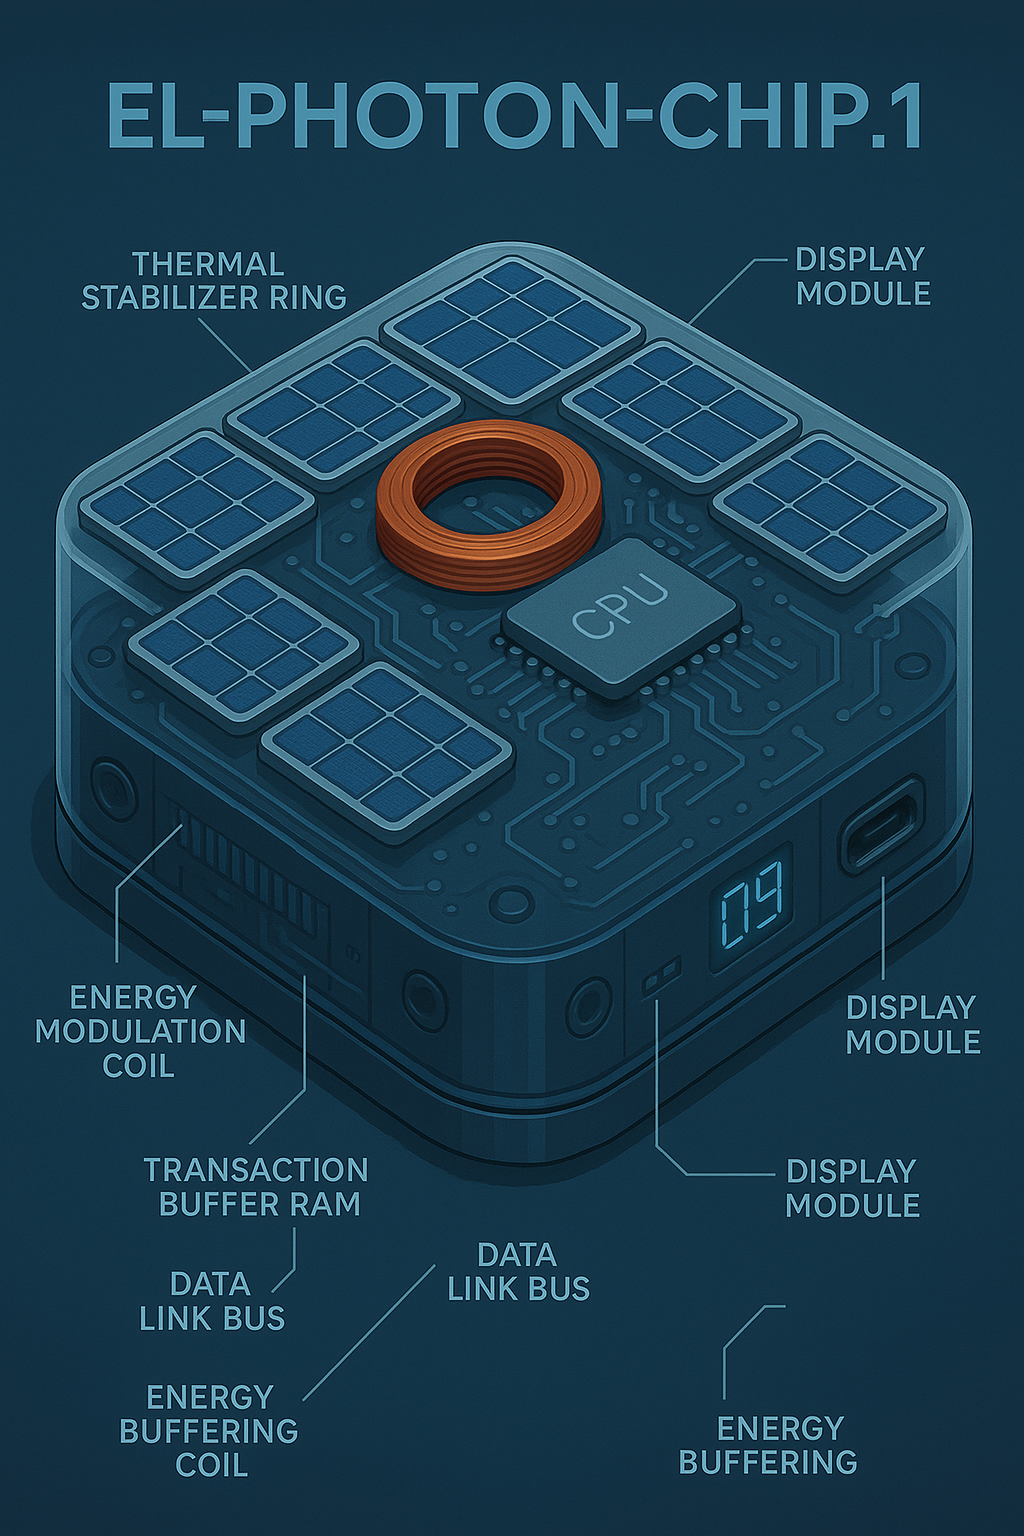 EL-PHOTON-CHIP.1
THERMAL
STABILIZER RING
DISPLAY
MODULE
CPU
09
ENERGY
MODULATION
COIL
DISPLAY
MODULE
TRANSACTION
BUFFER RAM
DISPLAY
MODULE
DATA
LINK BUS
DATA
LINK BUS
ENERGY
BUFFERING
COIL
ENERGY
BUFFERING